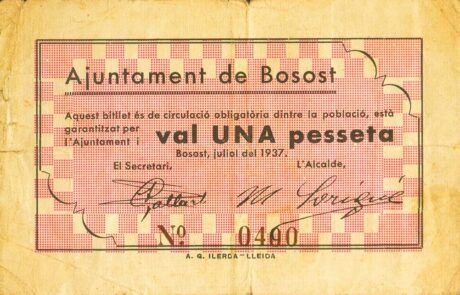 Ajuntament de Bosost
Aquest bitllet és de circulació obligatòria dintre la població, està
garantitzat per
l'Ajuntament i val UNA pesseta
Bosost, juliol del 1937.
El Secretari, L'Alcalde,
Nº 0400
A. G. ILERDA-LLEIDA